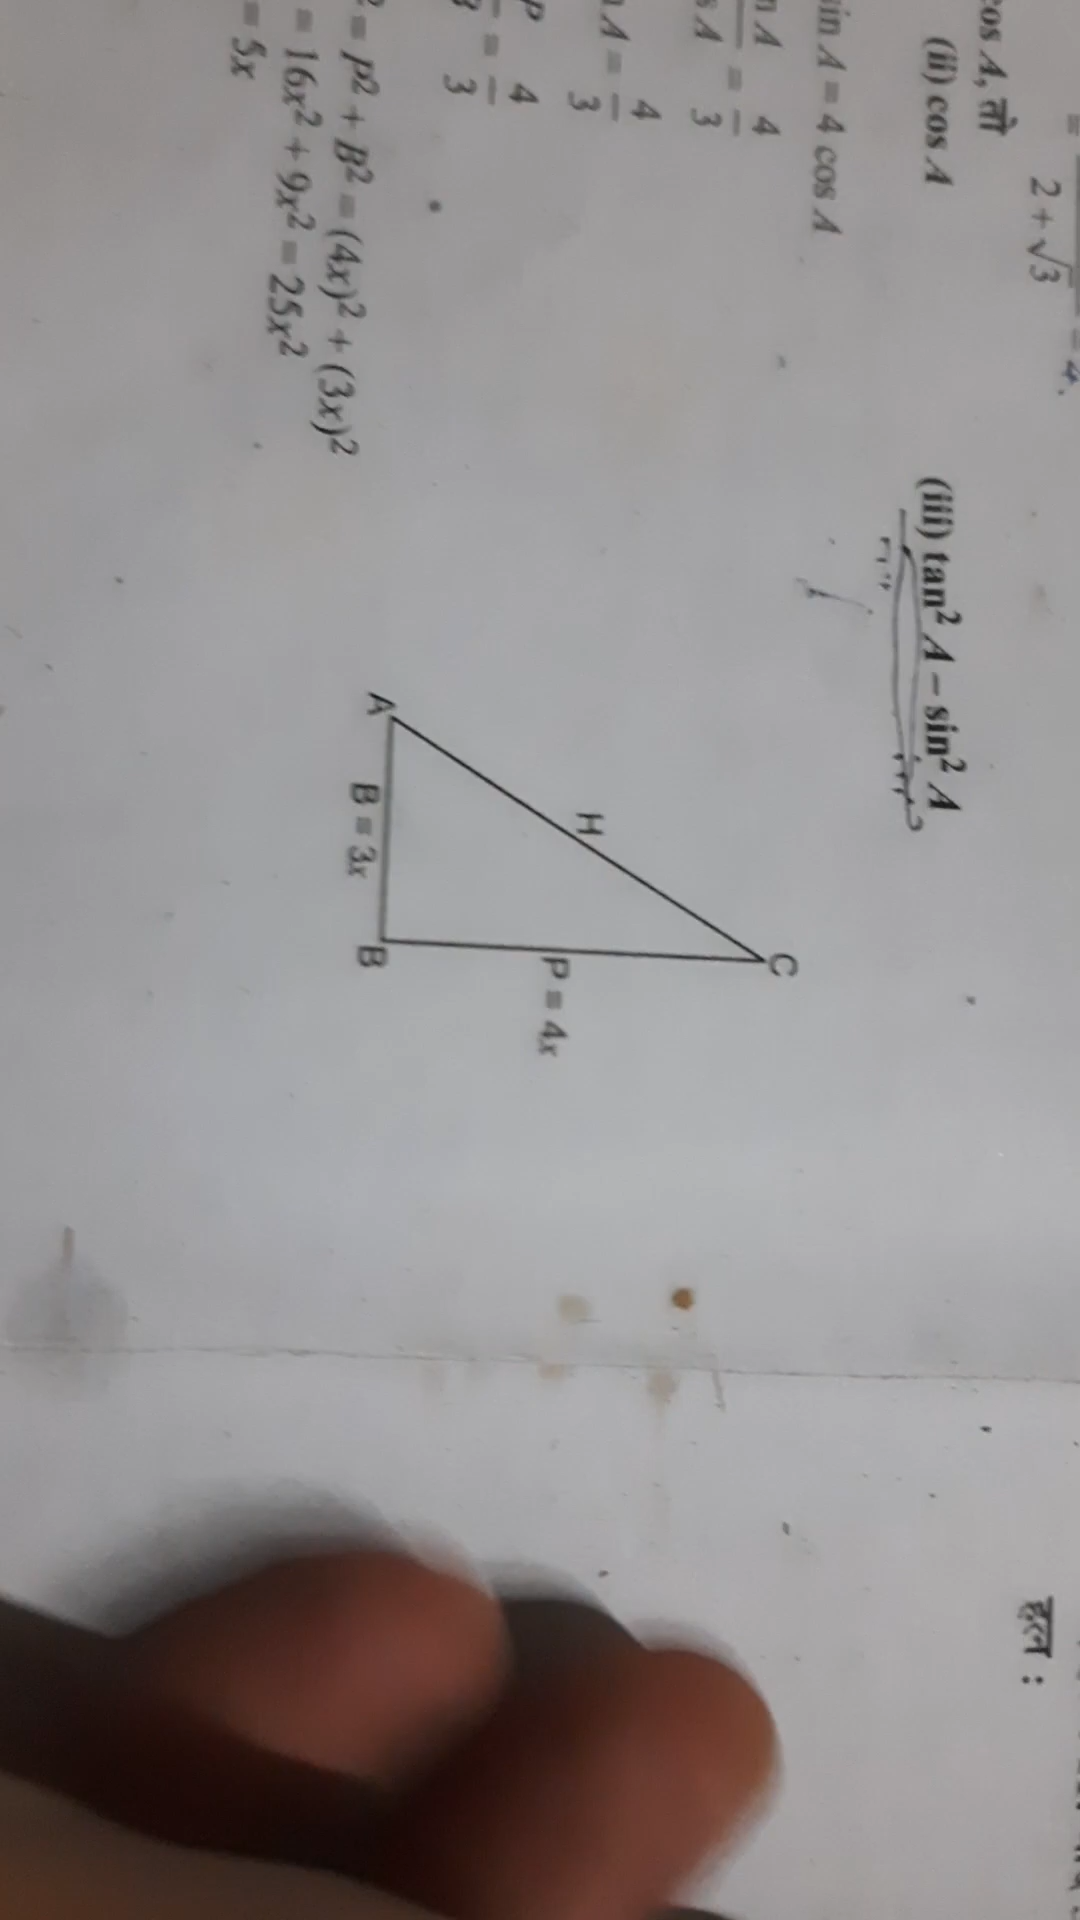 2 + √3
cos A, तो
(ii) cos A
(iii) tan² A – sin² A
sin A = 4 cos A
A = 4/3
A = 4/3
P = 4/3
= P² + B² = (4x)² + (3x)²
= 16x² + 9x² = 25x²
= 5x
C
H
P = 4x
A
B = 3x
B
हल :